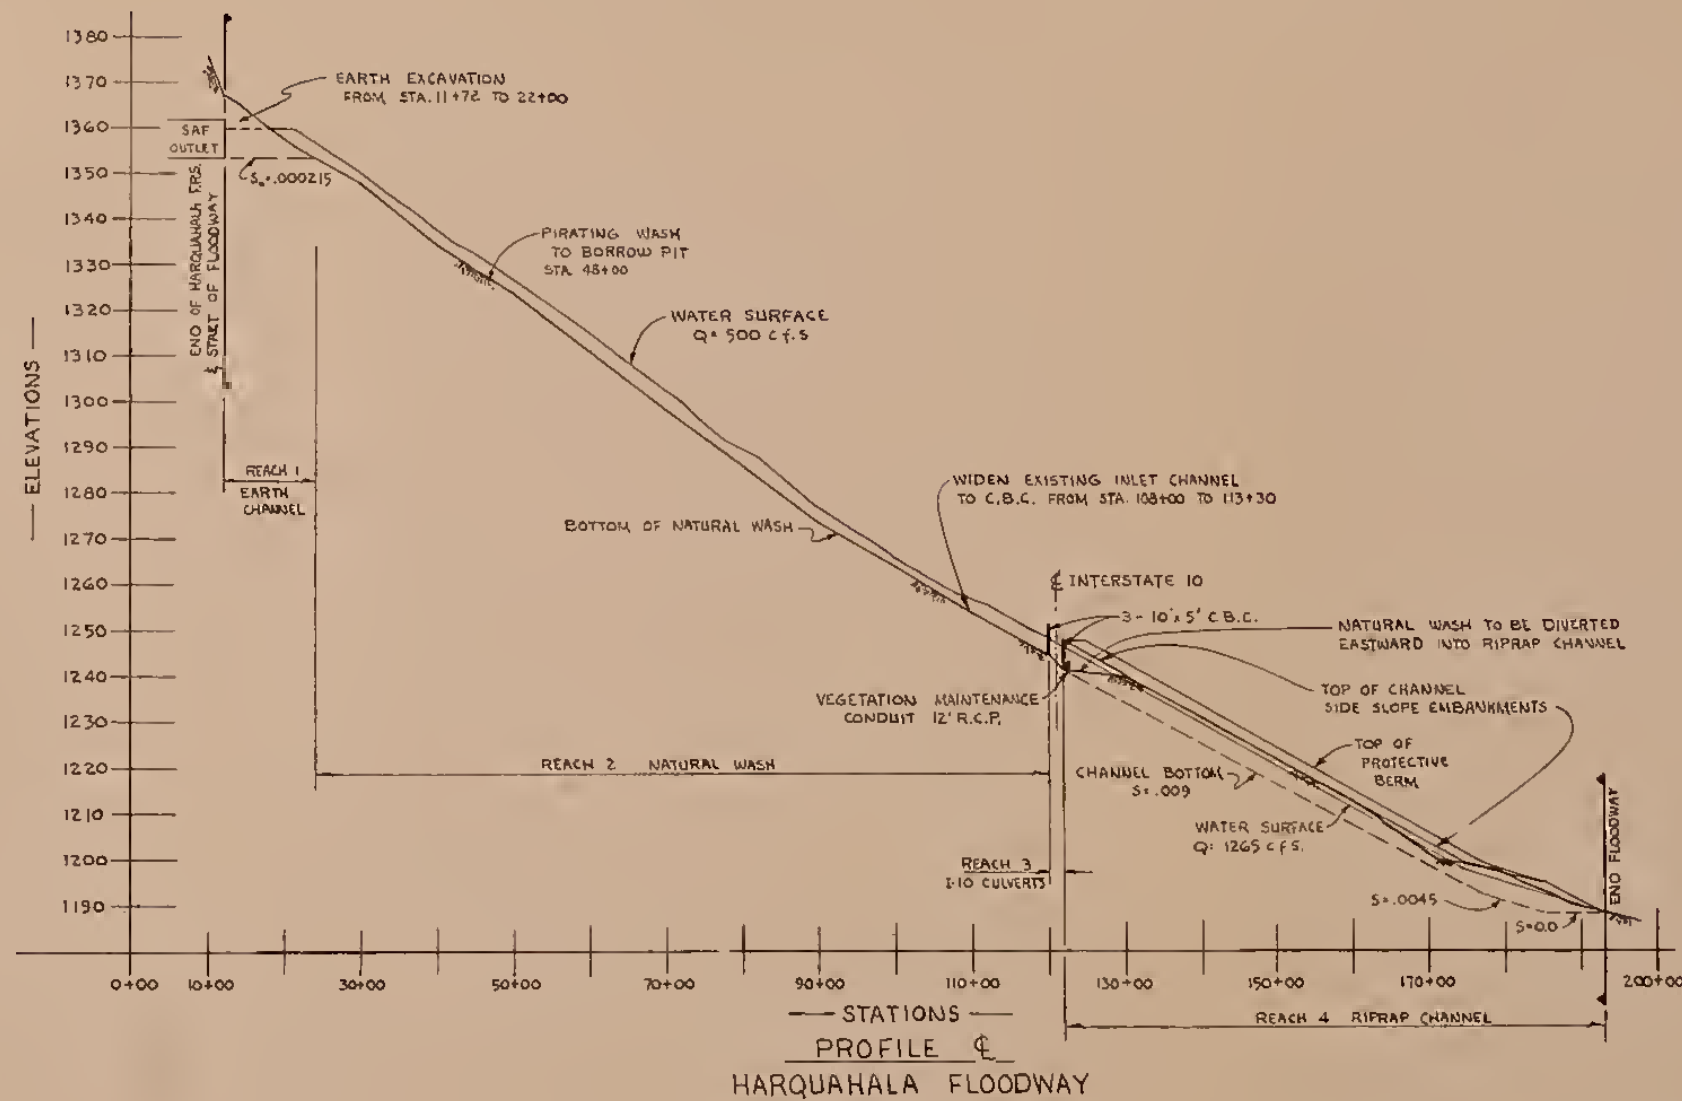 1380
1370
1360
1350
1340
1330
1320
1310
1300
1290
1280
1270
1260
1250
1240
1230
1220
1210
1200
1190
ELEVATIONS
EARTH EXCAVATION
FROM STA. 11+72 TO 22+00
SAF
OUTLET
S₀=.000215
END OF HARQUAHALA F.R.S.
& START OF FLOODWAY
PIRATING WASH
TO BORROW PIT
STA. 48+00
WATER SURFACE
Q= 500 c.f.s
REACH 1
EARTH
CHANNEL
WIDEN EXISTING INLET CHANNEL
TO C.B.C. FROM STA. 108+00 TO 113+30
BOTTOM OF NATURAL WASH
℄ INTERSTATE 10
3-10'x5' C.B.C.
NATURAL WASH TO BE DIVERTED
EASTWARD INTO RIPRAP CHANNEL
VEGETATION MAINTENANCE
CONDUIT 12' R.C.P.
TOP OF CHANNEL
SIDE SLOPE EMBANKMENTS
TOP OF
PROTECTIVE
BERM
REACH 2 NATURAL WASH
CHANNEL BOTTOM
S=.009
WATER SURFACE
Q= 1265 c.f.s.
REACH 3
I-10 CULVERTS
S=.0045
S=0.0
END FLOODWAY
0+00 10+00 30+00 50+00 70+00 90+00 110+00 130+00 150+00 170+00 200+00
STATIONS
REACH 4 RIPRAP CHANNEL
PROFILE ℄
HARQUAHALA FLOODWAY